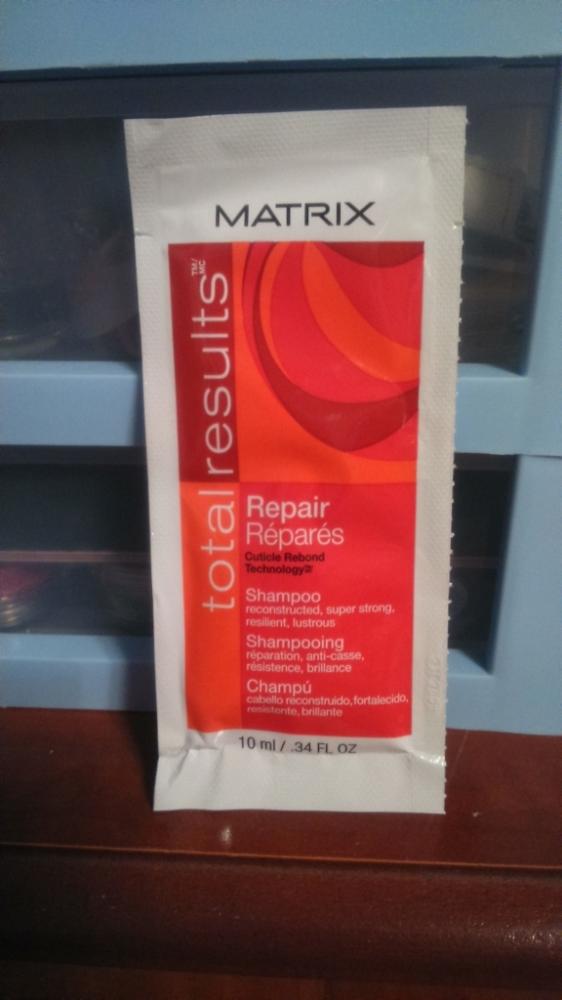 MATRIX
total results TM/MC
Repair
Réparés
Cuticle Rebond
Technology
Shampoo
reconstructed, super strong,
resilient, lustrous
Shampooing
réparation, anti-casse,
résistence, brillance
Champú
cabello reconstruido, fortalecido,
resistente, brillante
10 ml / .34 FL OZ